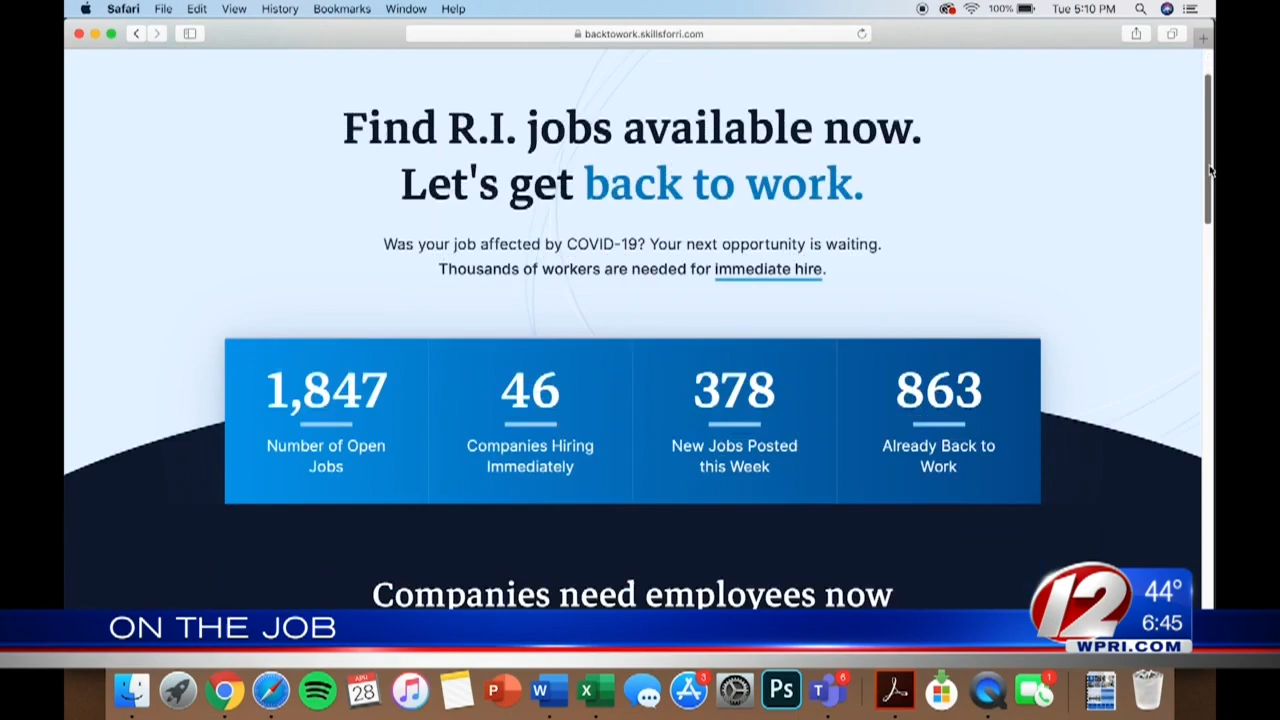 Safari File Edit View History Bookmarks Window Help 100% Tue 5:10 PM
backtowork.skillsforri.com
Find R.I. jobs available now.
Let's get back to work.
Was your job affected by COVID-19? Your next opportunity is waiting.
Thousands of workers are needed for immediate hire.
1,847
Number of Open
Jobs
46
Companies Hiring
Immediately
378
New Jobs Posted
this Week
863
Already Back to
Work
Companies need employees now
ON THE JOB
12
44°
6:45
WPRI.COM
APR
28
P
W
X
3
Ps
T
6
1